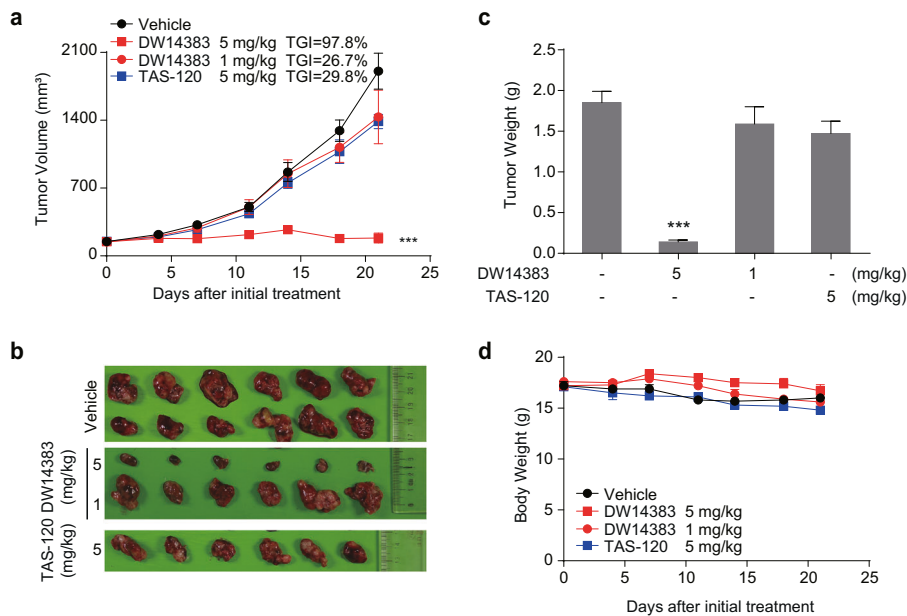 a
Vehicle
DW14383 5 mg/kg TGI=97.8%
DW14383 1 mg/kg TGI=26.7%
TAS-120 5 mg/kg TGI=29.8%
Tumor Volume (mm³)
2100
1400
700
0
***
0 5 10 15 20 25
Days after initial treatment
c
Tumor Weight (g)
2.5
2.0
1.5
1.0
0.5
0.0
***
DW14383 - 5 1 - (mg/kg)
TAS-120 - - - 5 (mg/kg)
b
Vehicle
DW14383
(mg/kg)
5
1
TAS-120
(mg/kg)
5
d
Body Weight (g)
20
15
10
5
0
Vehicle
DW14383 5 mg/kg
DW14383 1 mg/kg
TAS-120 5 mg/kg
0 5 10 15 20 25
Days after initial treatment